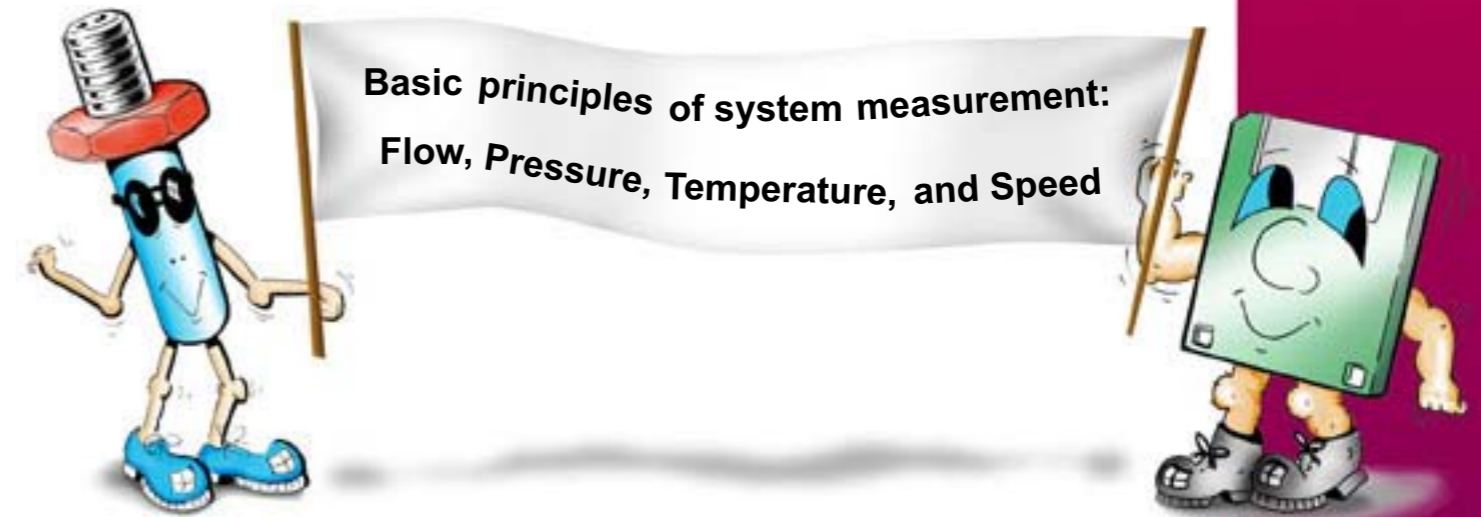 Basic principles of system measurement:
Flow, Pressure, Temperature, and Speed